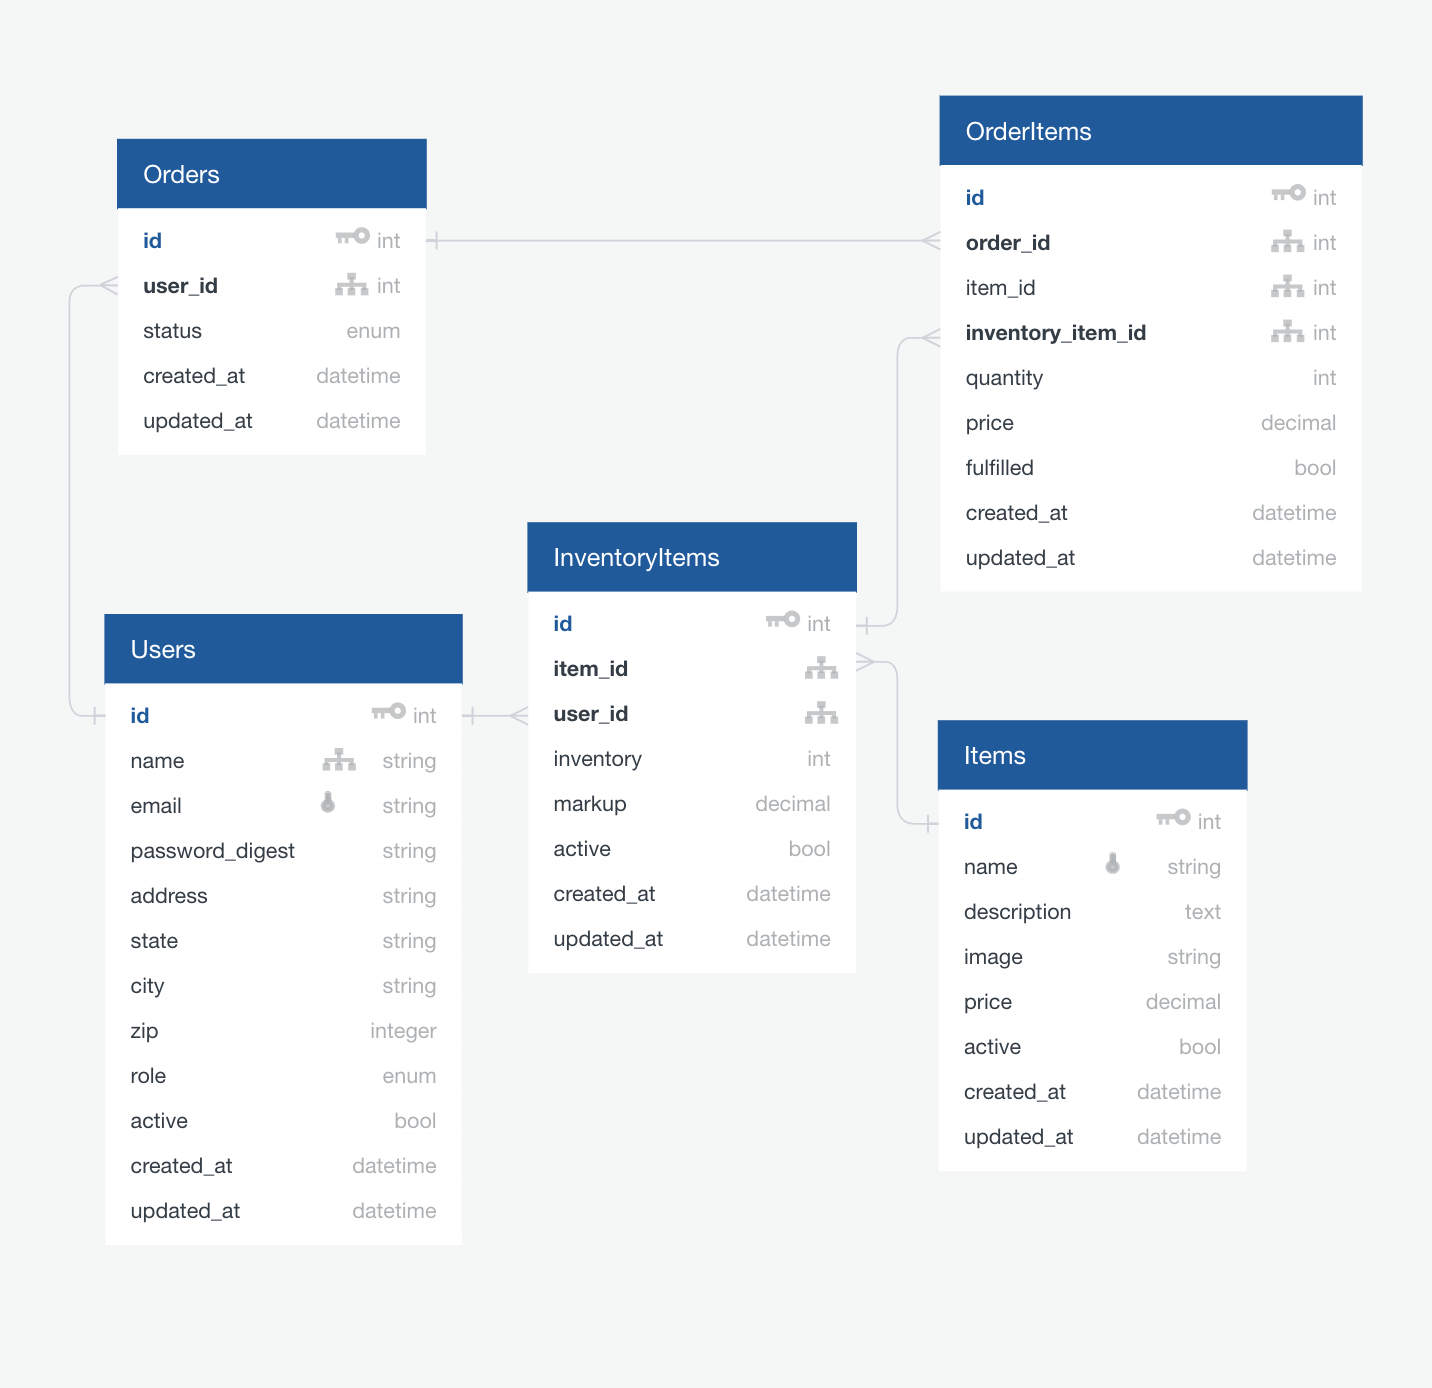 Orders
id int
user_id int
status enum
created_at datetime
updated_at datetime
OrderItems
id int
order_id int
item_id int
inventory_item_id int
quantity int
price decimal
fulfilled bool
created_at datetime
updated_at datetime
InventoryItems
id int
item_id
user_id
inventory int
markup decimal
active bool
created_at datetime
updated_at datetime
Users
id int
name string
email string
password_digest string
address string
state string
city string
zip integer
role enum
active bool
created_at datetime
updated_at datetime
Items
id int
name string
description text
image string
price decimal
active bool
created_at datetime
updated_at datetime